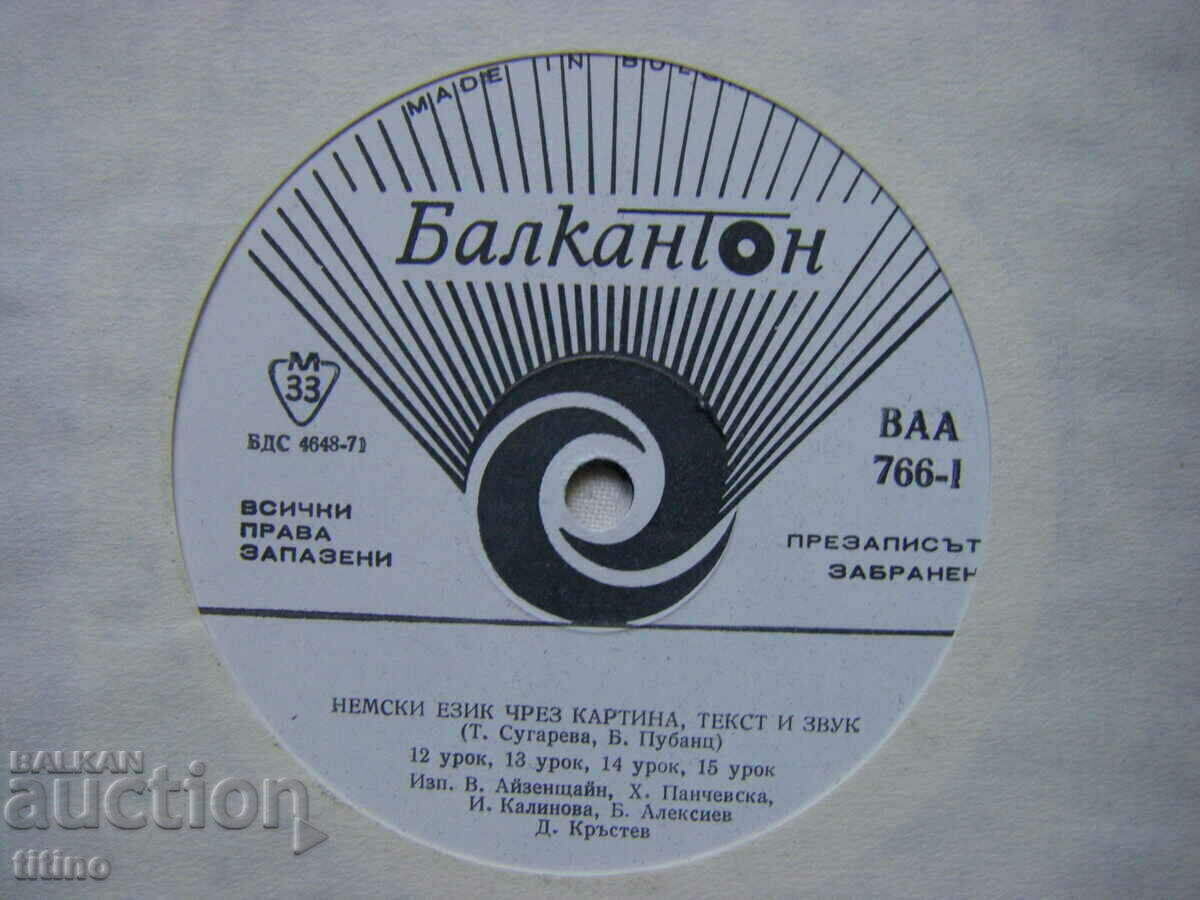 MADE IN
Балкантон
М
33
БДС 4648-71
ВАА
766-I
ВСИЧКИ
ПРАВА
ЗАПАЗЕНИ
ПРЕЗАПИСЪТ
ЗАБРАНЕН
НЕМСКИ ЕЗИК ЧРЕЗ КАРТИНА, ТЕКСТ И ЗВУК
(Т. Сугарева, Б. Пубанц)
12 урок, 13 урок, 14 урок, 15 урок
Изп. В. Айзенщайн, Х. Панчевска,
И. Калинова, Б. Алексиев
Д. Кръстев
BALKAN
auction
titino